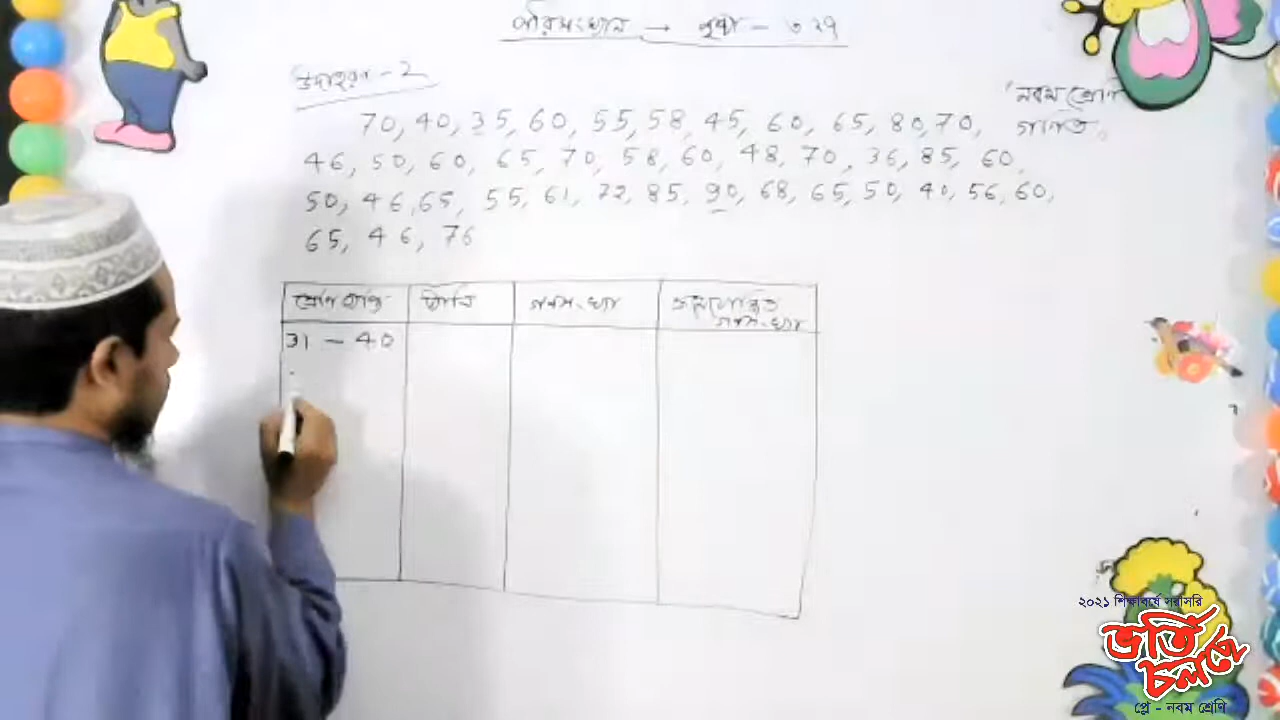 পরিসংখ্যান → পৃষ্ঠা - ৩২৭
উদাহরণ - 2
নবম শ্রেণি
গণিত
70, 40, 35, 60, 55, 58, 45, 60, 65, 80, 70,
46, 50, 60, 65, 70, 58, 60, 48, 70, 36, 85, 60,
50, 46, 65, 55, 61, 72, 85, 90, 68, 65, 50, 40, 56, 60,
65, 46, 76
শ্রেণি ব্যাপ্তি ট্যালি গণসংখ্যা ক্রমযোজিত
গণসংখ্যা
31 - 40
২০২১ শিক্ষাবর্ষে সরাসরি
ভর্তি
চলছে
প্লে - নবম শ্রেণি